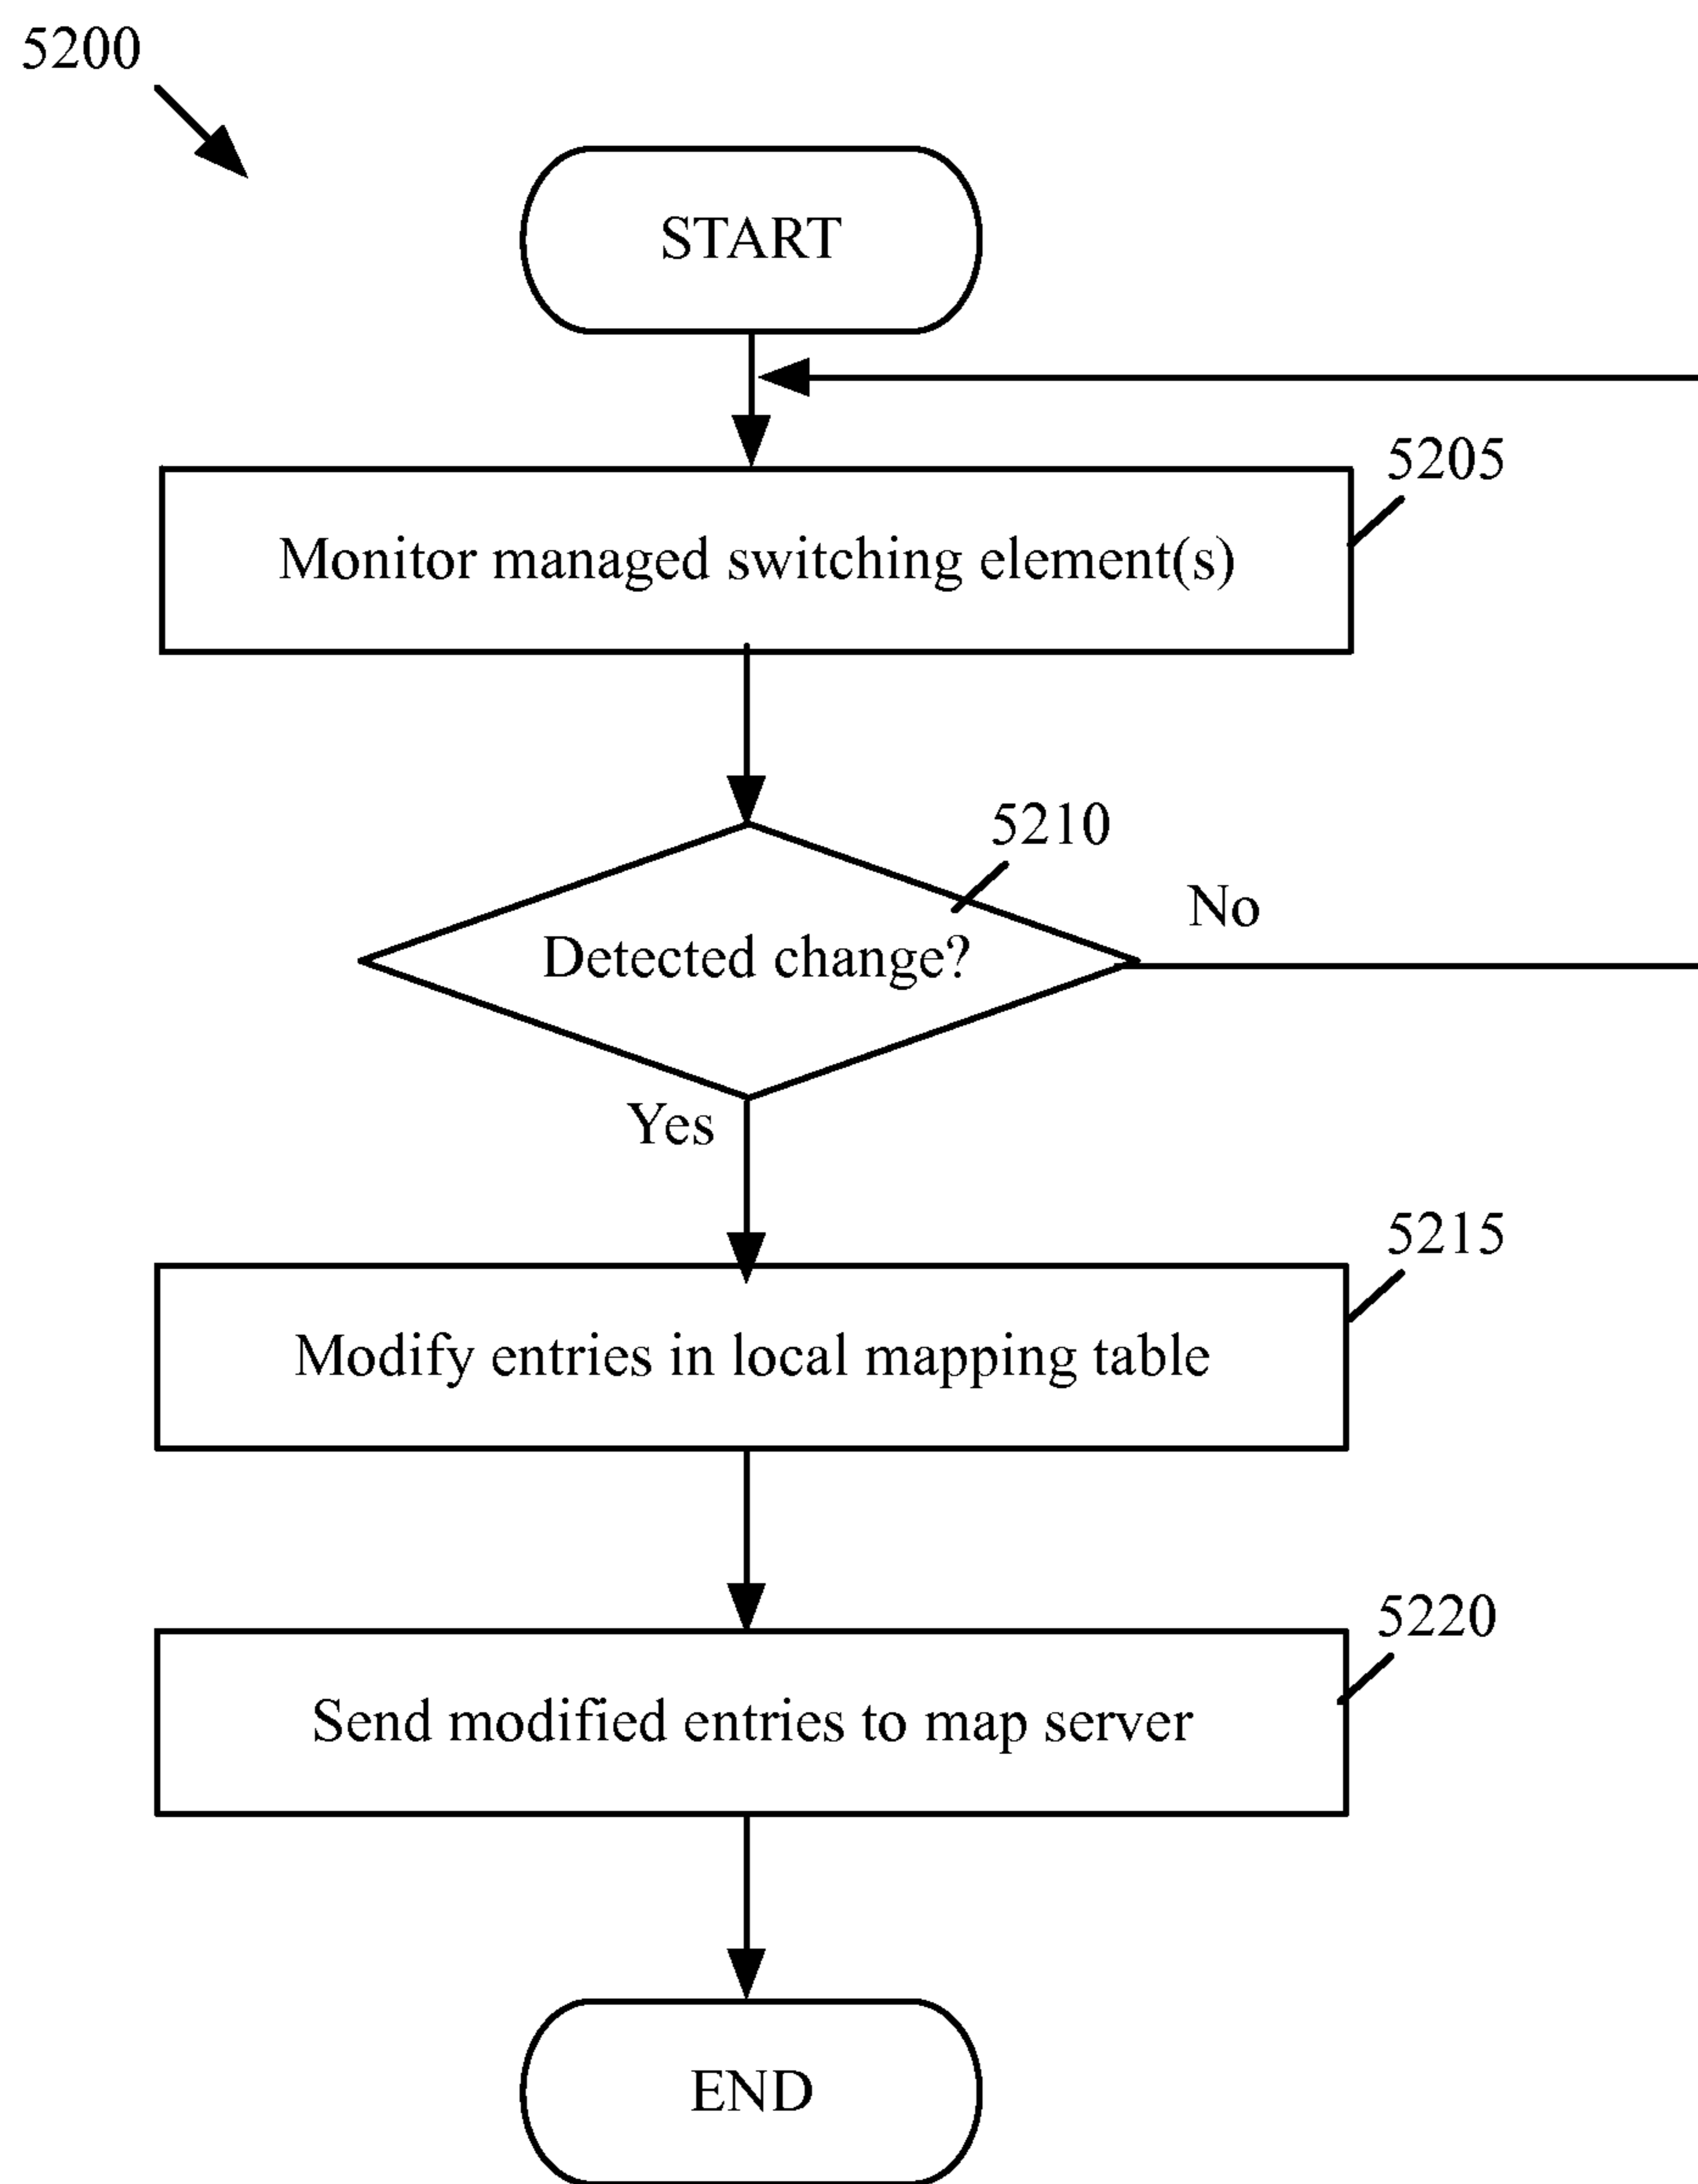 5200
START
5205
Monitor managed switching element(s)
5210
No
Detected change?
Yes
5215
Modify entries in local mapping table
5220
Send modified entries to map server
END